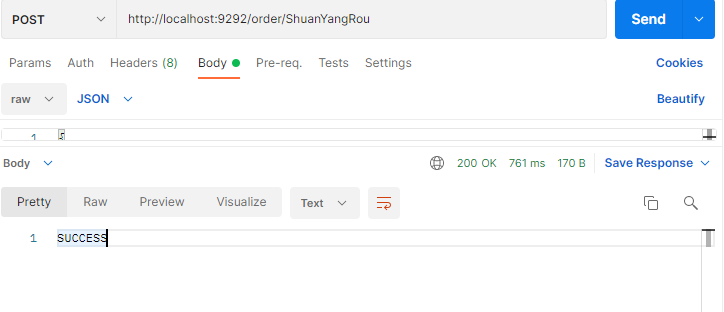 POST http://localhost:9292/order/ShuanYangRou Send
Params Auth Headers (8) Body Pre-req. Tests Settings Cookies
raw JSON Beautify
1 {
Body 200 OK 761 ms 170 B Save Response
Pretty Raw Preview Visualize Text
1 SUCCESS